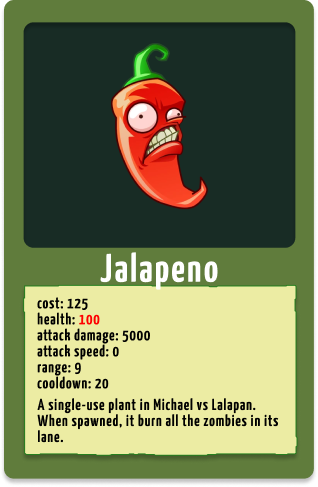 Jalapeno
cost: 125
health: 100
attack damage: 5000
attack speed: 0
range: 9
cooldown: 20
A single-use plant in Michael vs Lalapan.
When spawned, it burn all the zombies in its
lane.